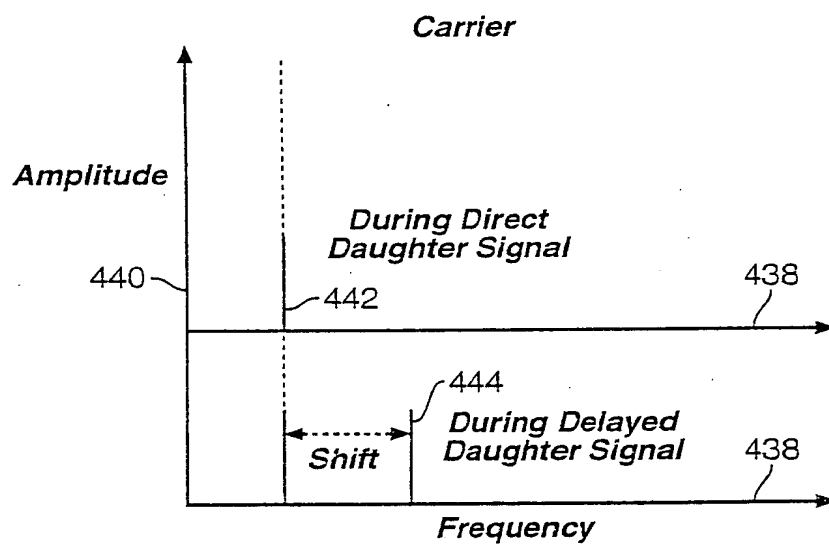 Carrier
Amplitude
During Direct
Daughter Signal
440
442
438
444
During Delayed
Daughter Signal
Shift
438
Frequency